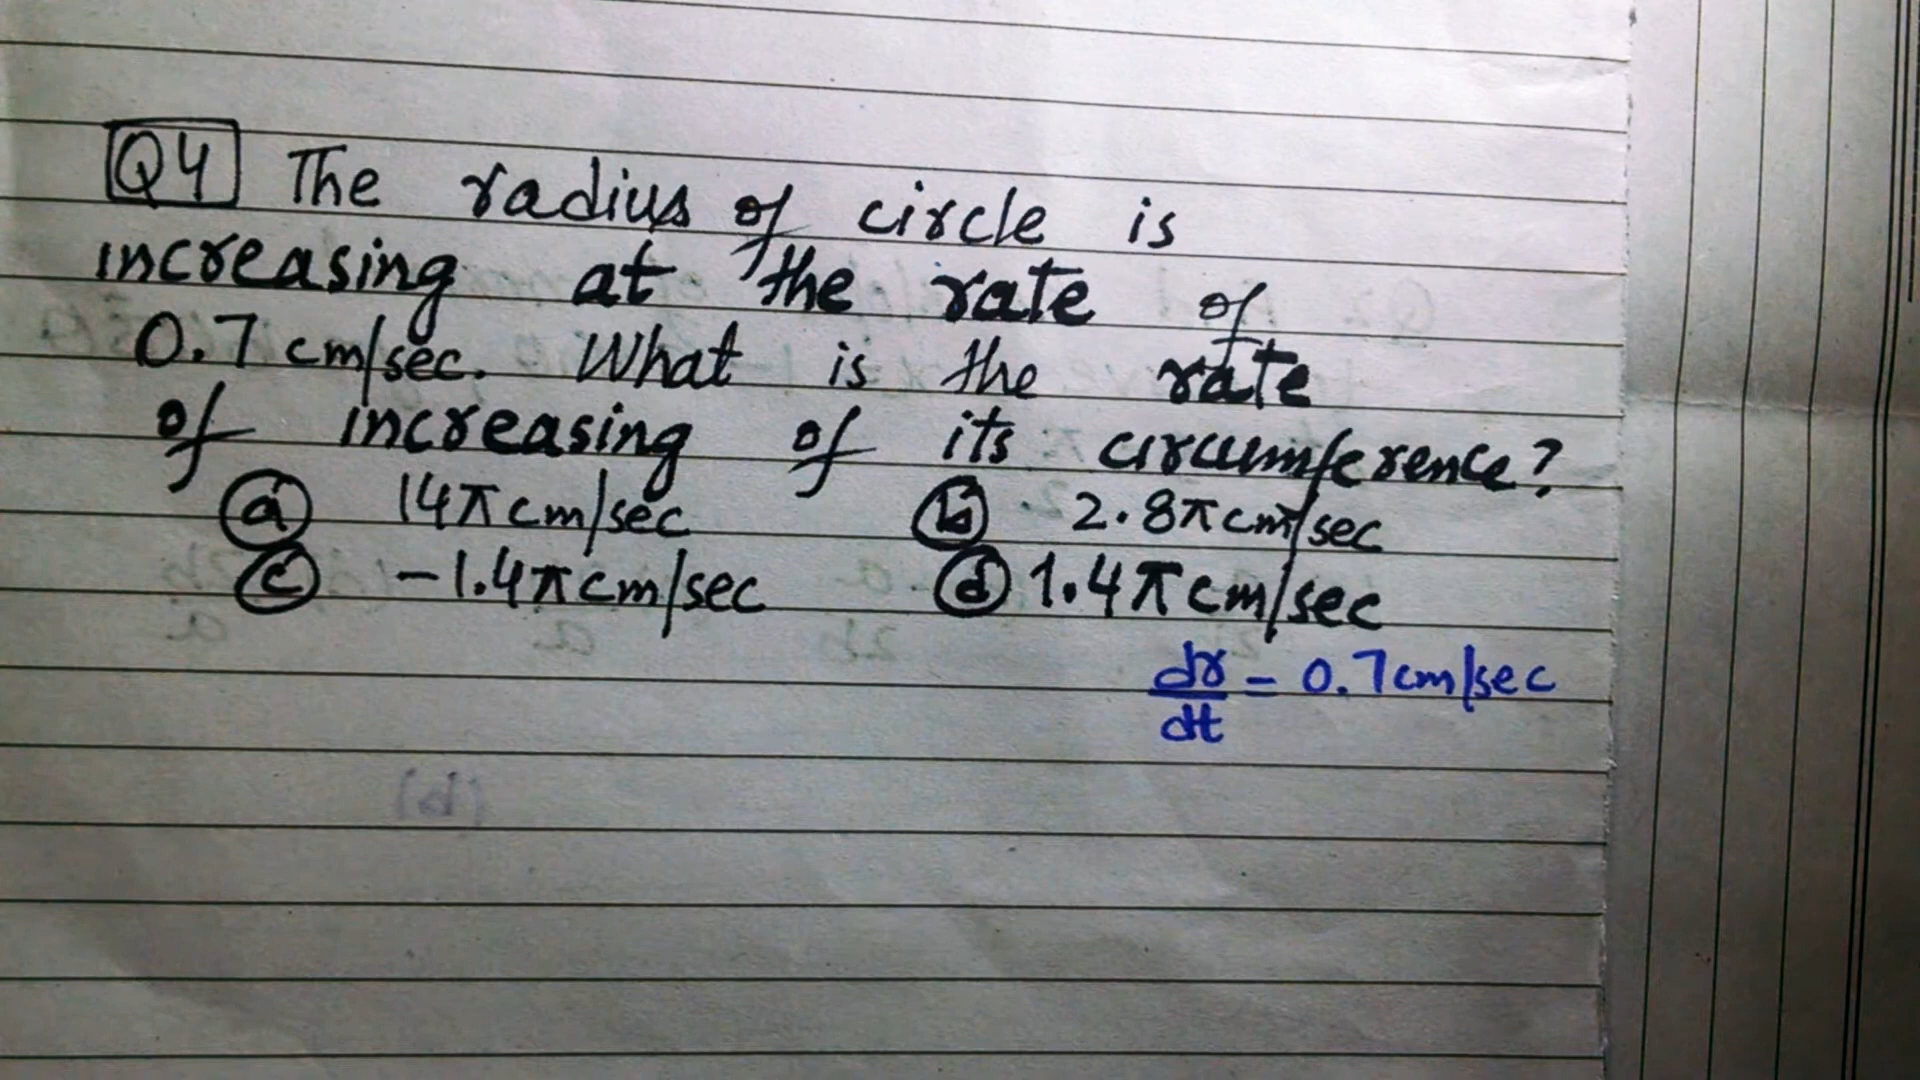 Q4 The radius of circle is
increasing at the rate of
0.7 cm/sec. What is the rate
of increasing of its circumference?
(a) 14π cm/sec (b) 2.8π cm/sec
(c) -1.4π cm/sec (d) 1.4π cm/sec
dr/dt = 0.7 cm/sec